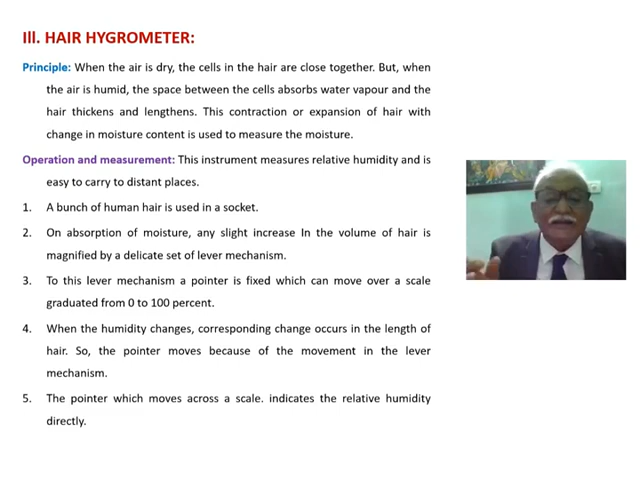 Ill. HAIR HYGROMETER:
Principle: When the air is dry, the cells in the hair are close together. But, when
the air is humid, the space between the cells absorbs water vapour and the
hair thickens and lengthens. This contraction or expansion of hair with
change in moisture content is used to measure the moisture.
Operation and measurement: This instrument measures relative humidity and is
easy to carry to distant places.
1. A bunch of human hair is used in a socket.
2. On absorption of moisture, any slight increase In the volume of hair is
magnified by a delicate set of lever mechanism.
3. To this lever mechanism a pointer is fixed which can move over a scale
graduated from 0 to 100 percent.
4. When the humidity changes, corresponding change occurs in the length of
hair. So, the pointer moves because of the movement in the lever
mechanism.
5. The pointer which moves across a scale. indicates the relative humidity
directly.